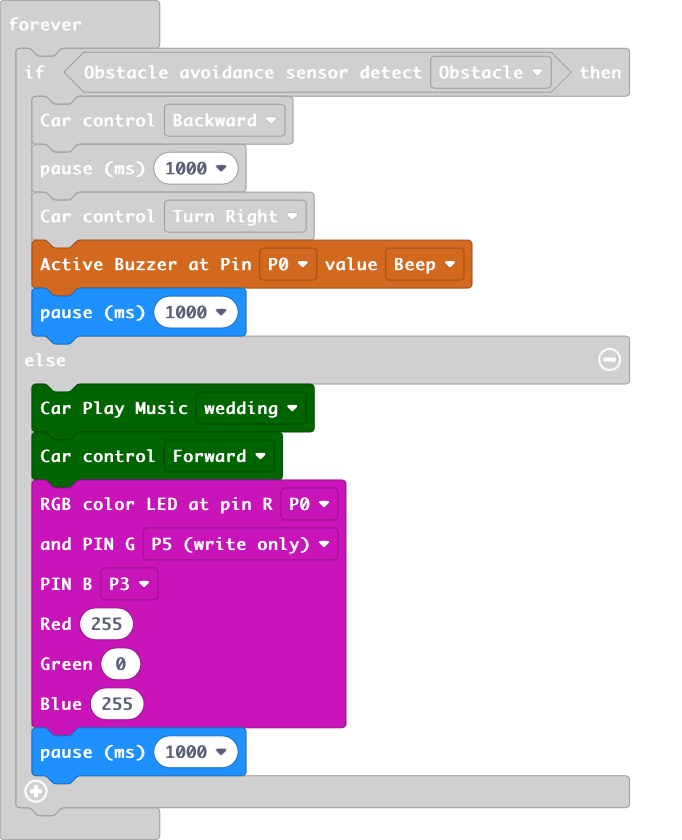 forever
if Obstacle avoidance sensor detect Obstacle then
Car control Backward
pause (ms) 1000
Car control Turn Right
Active Buzzer at Pin P0 value Beep
pause (ms) 1000
else
Car Play Music wedding
Car control Forward
RGB color LED at pin R P0
and PIN G P5 (write only)
PIN B P3
Red 255
Green 0
Blue 255
pause (ms) 1000